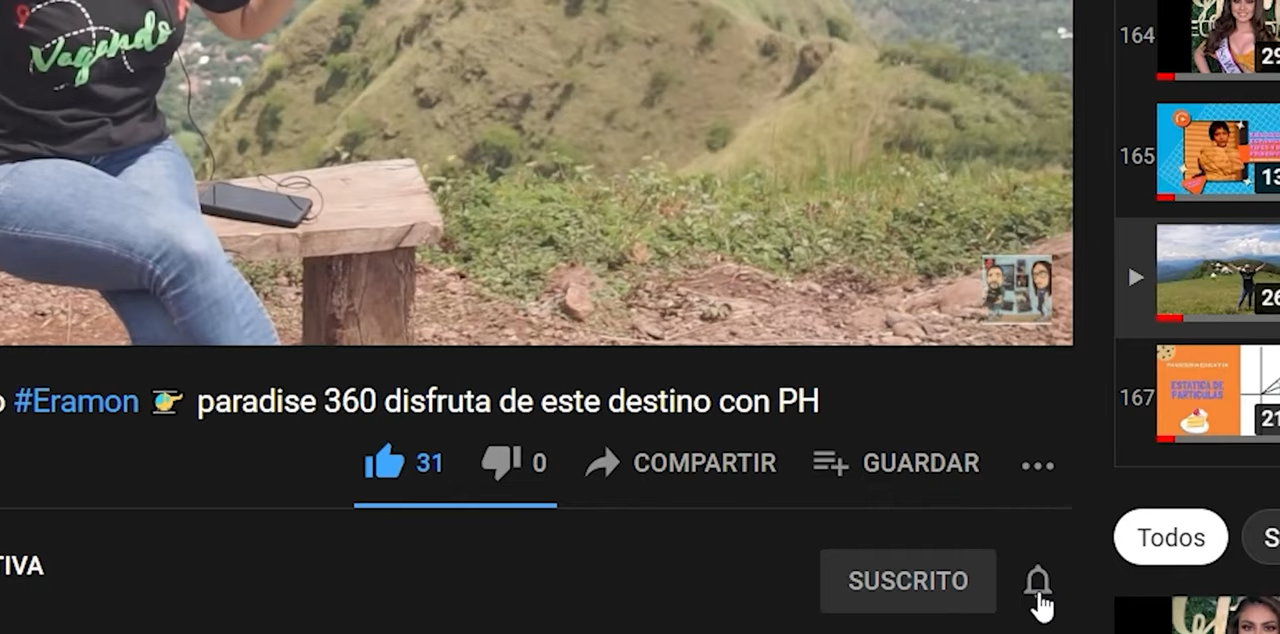 Vagando
#Eramon 🚁 paradise 360 disfruta de este destino con PH
31
0
COMPARTIR
GUARDAR
TIVA
SUSCRITO
164
29
165
13
26
167
ESTATICA DE
PARTICULAS
21
Todos
S